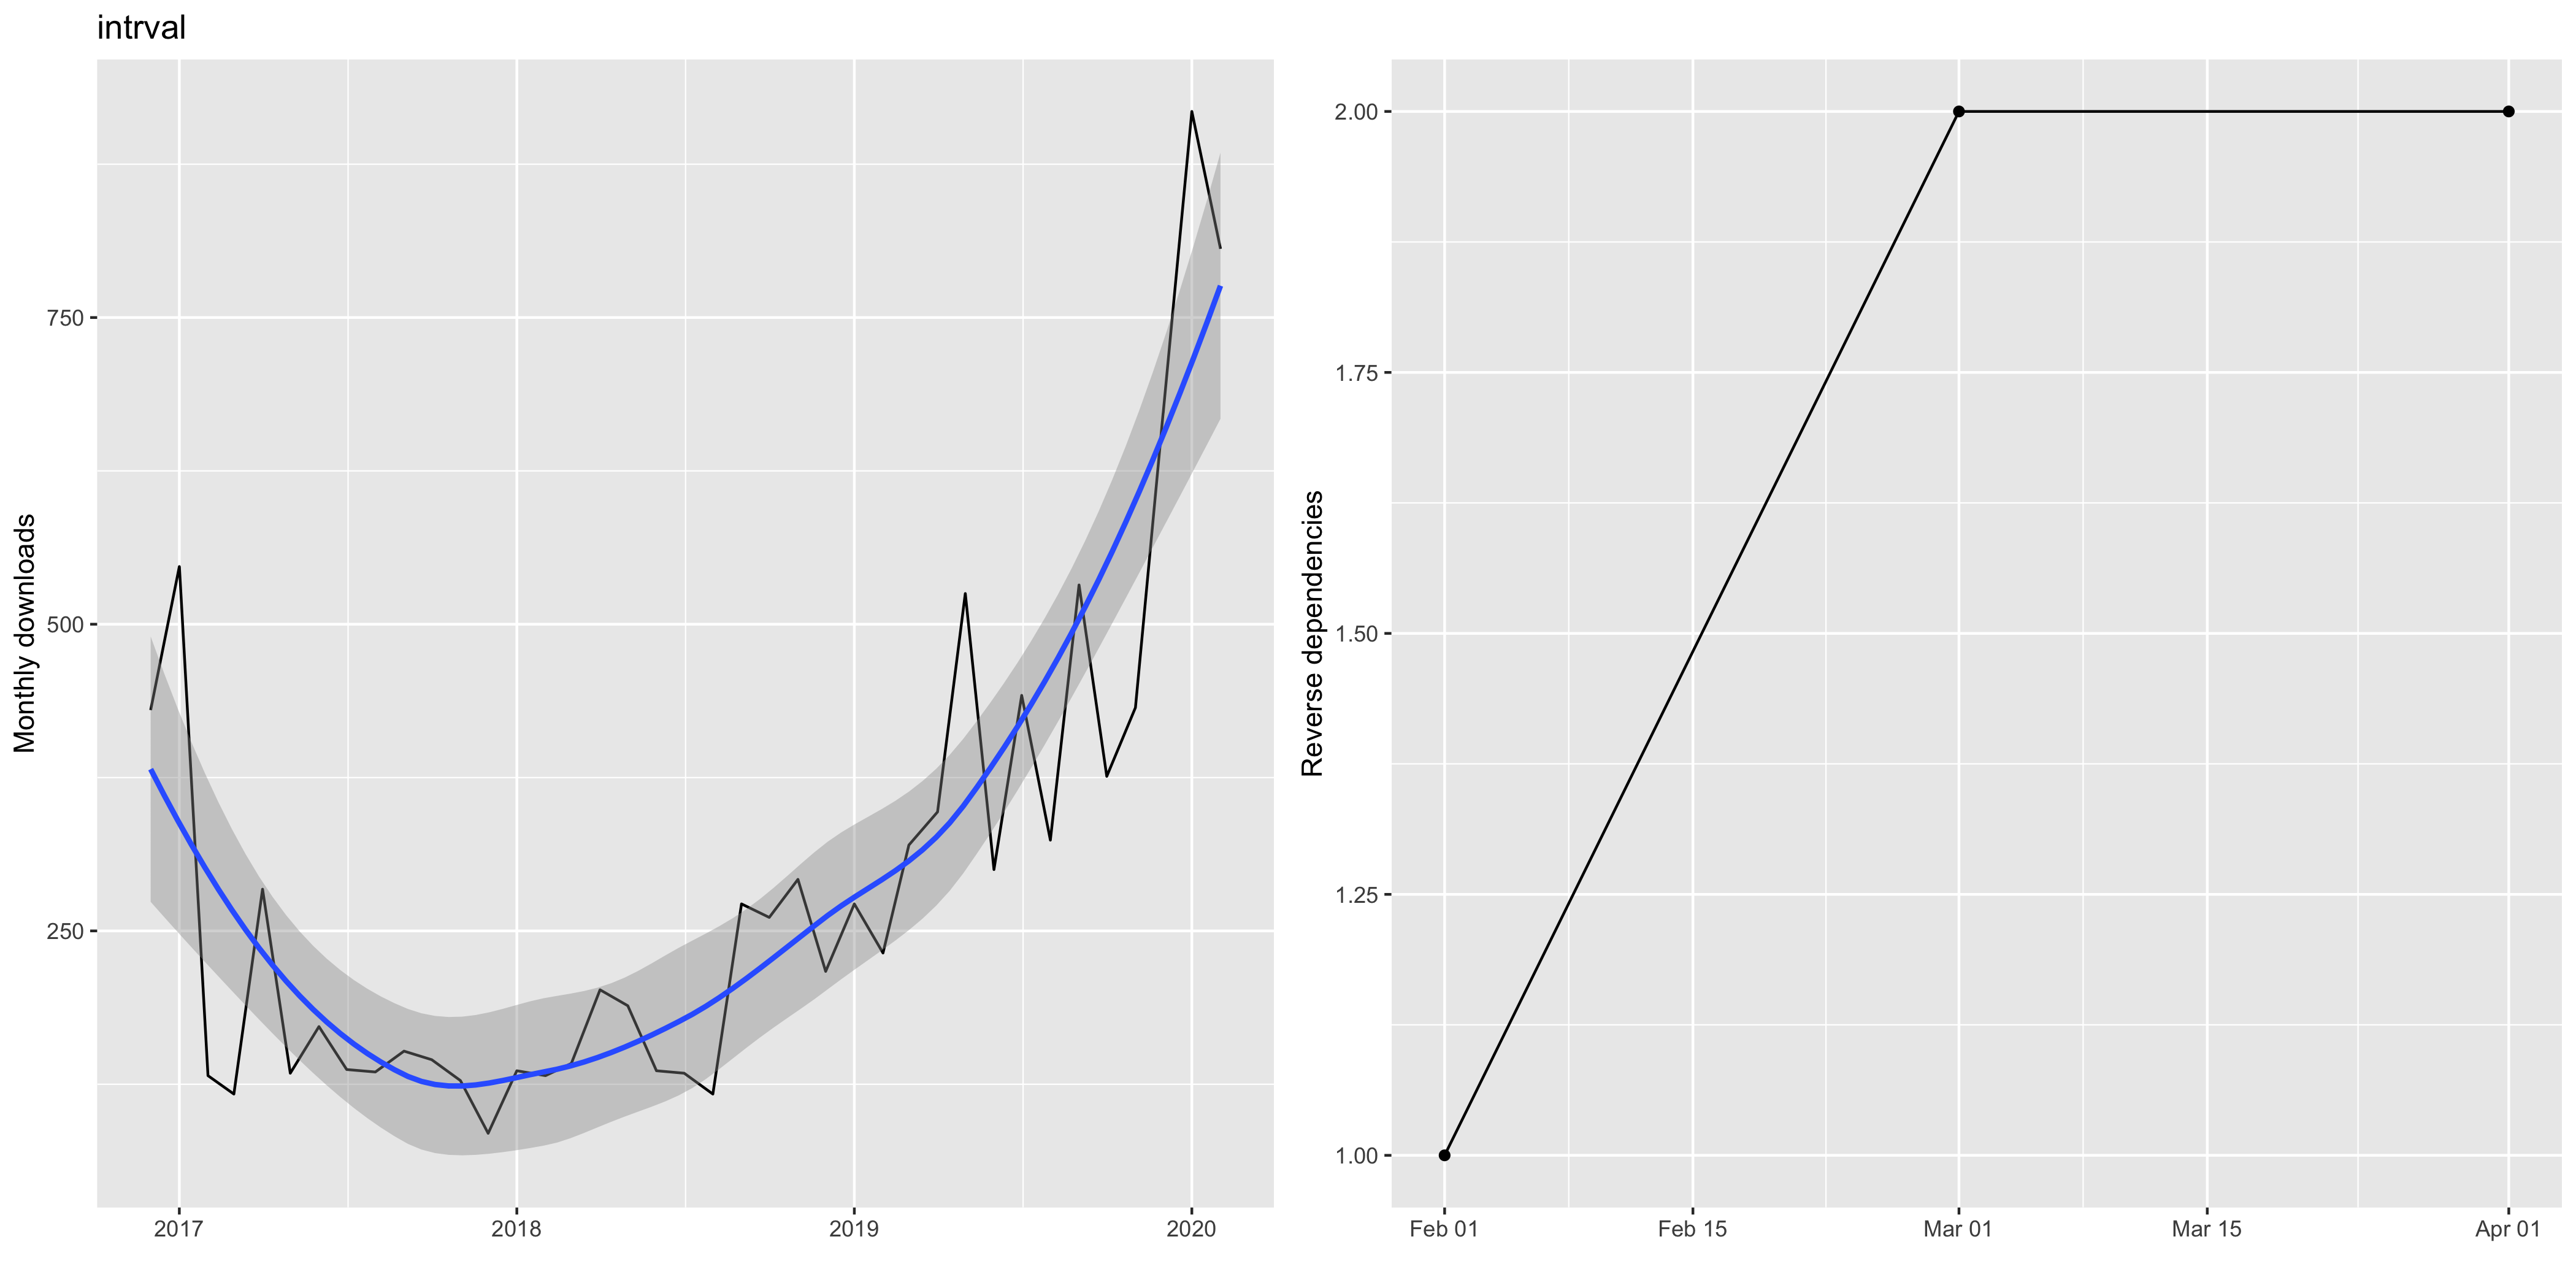 intrval
Monthly downloads
750
500
250
2017
2018
2019
2020
Reverse dependencies
2.00
1.75
1.50
1.25
1.00
Feb 01
Feb 15
Mar 01
Mar 15
Apr 01